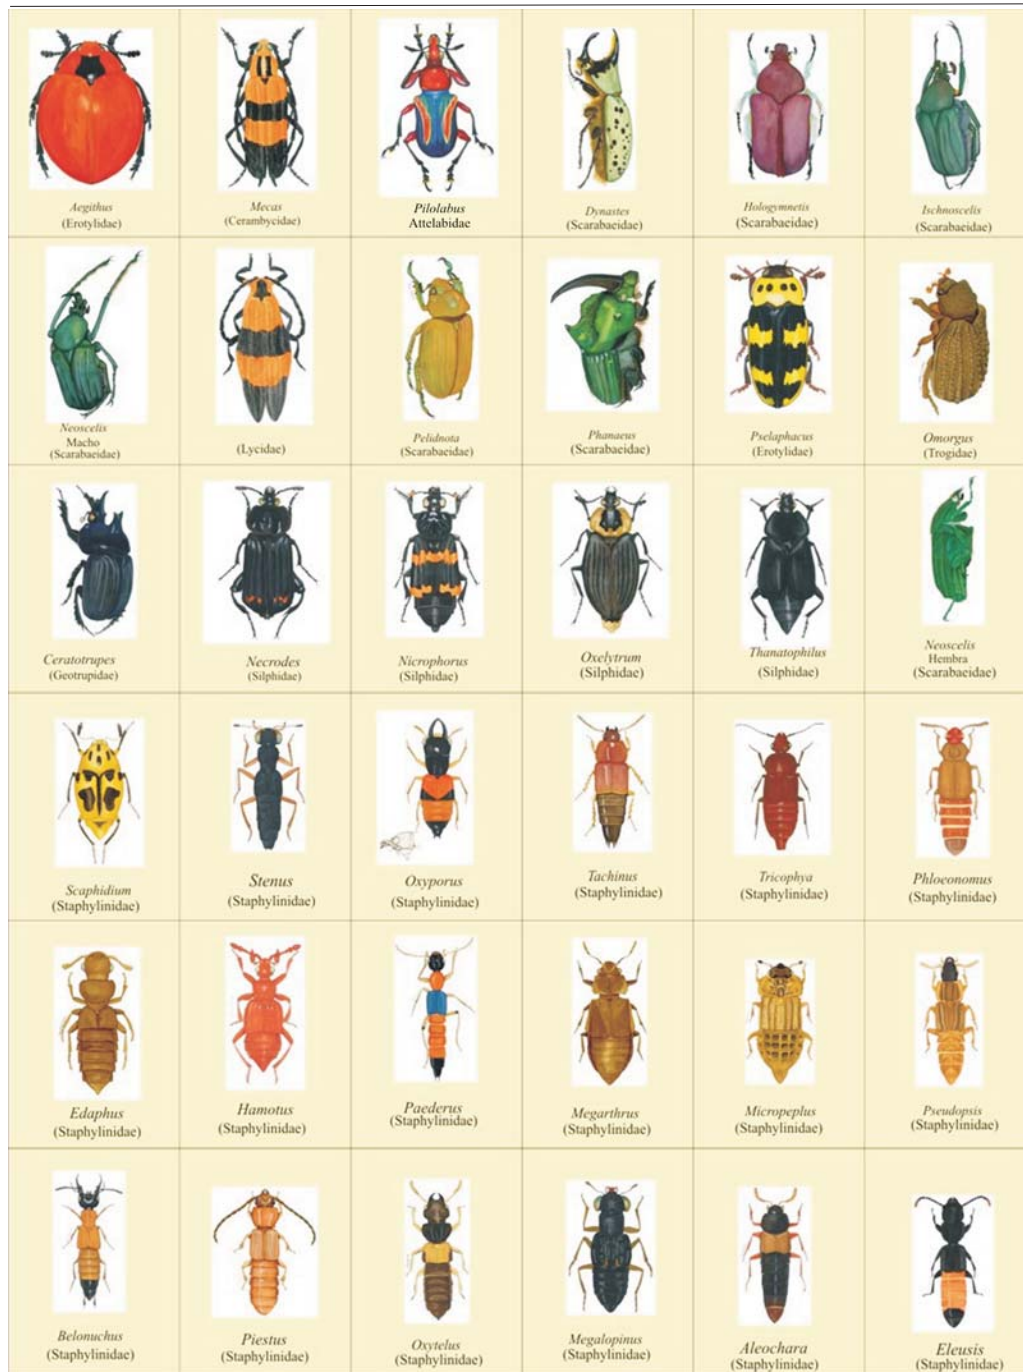 Aegithus
(Erotylidae)
Mecas
(Cerambycidae)
Pilolabus
Attelabidae
Dynastes
(Scarabaeidae)
Hologymnetis
(Scarabaeidae)
Ischnoscelis
(Scarabaeidae)
Neoscelis
Macho
(Scarabaeidae)
(Lycidae)
Pelidnota
(Scarabaeidae)
Phanaeus
(Scarabaeidae)
Pselaphacus
(Erotylidae)
Omorgus
(Trogidae)
Ceratotrupes
(Geotrupidae)
Necrodes
(Silphidae)
Nicrophorus
(Silphidae)
Oxelytrum
(Silphidae)
Thanatophilus
(Silphidae)
Neoscelis
Hembra
(Scarabaeidae)
Scaphidium
(Staphylinidae)
Stenus
(Staphylinidae)
Oxyporus
(Staphylinidae)
Tachinus
(Staphylinidae)
Tricophya
(Staphylinidae)
Phloeonomus
(Staphylinidae)
Edaphus
(Staphylinidae)
Hamotus
(Staphylinidae)
Paederus
(Staphylinidae)
Megarthrus
(Staphylinidae)
Micropeplus
(Staphylinidae)
Pseudopsis
(Staphylinidae)
Belonuchus
(Staphylinidae)
Piestus
(Staphylinidae)
Oxytelus
(Staphylinidae)
Megalopinus
(Staphylinidae)
Aleochara
(Staphylinidae)
Eleusis
(Staphylinidae)